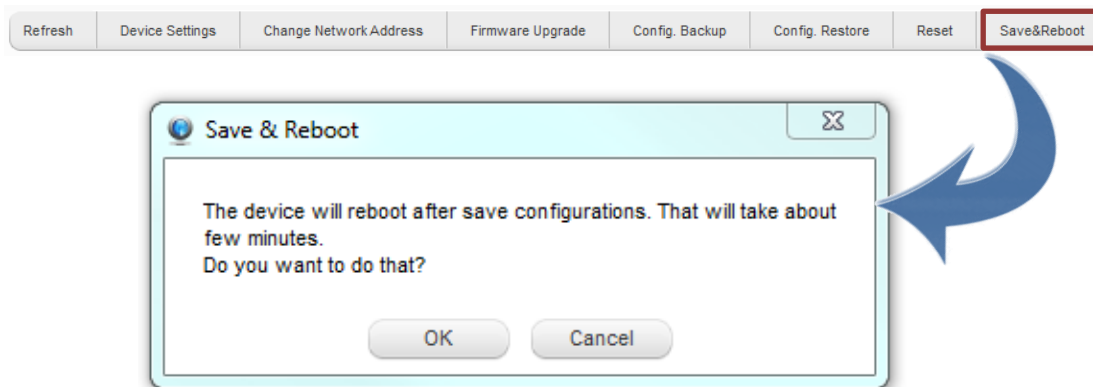 Refresh Device Settings Change Network Address Firmware Upgrade Config. Backup Config. Restore Reset Save&Reboot
Save & Reboot
The device will reboot after save configurations. That will take about
few minutes.
Do you want to do that?
OK Cancel